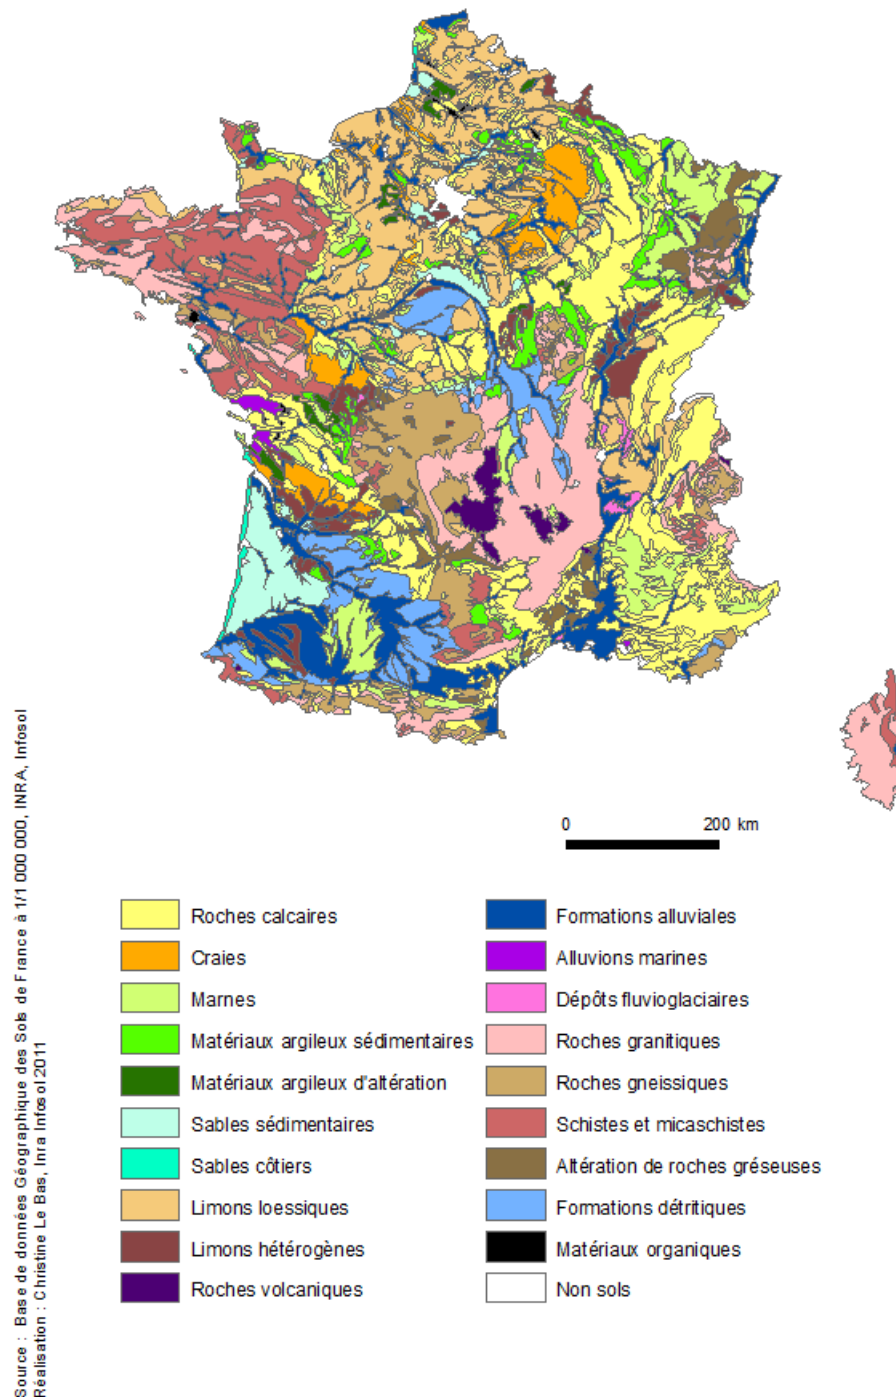 0 200 km
Roches calcaires
Craies
Marnes
Matériaux argileux sédimentaires
Matériaux argileux d'altération
Sables sédimentaires
Sables côtiers
Limons loessiques
Limons hétérogènes
Roches volcaniques
Formations alluviales
Alluvions marines
Dépôts fluvioglaciaires
Roches granitiques
Roches gneissiques
Schistes et micaschistes
Altération de roches gréseuses
Formations détritiques
Matériaux organiques
Non sols
Source : Base de données Géographique des Sols de France à 1/1 000 000, INRA, Infosol
Réalisation : Christine Le Bas, Inra Infosol 2011